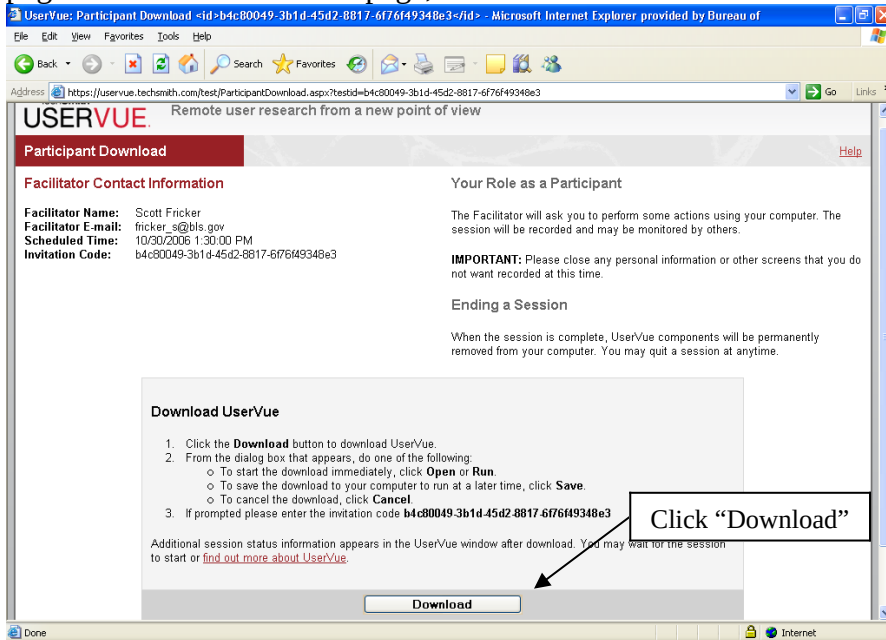 UserVue: Participant Download <id>b4c80049-3b1d-45d2-8817-6f76f49348e3</id> - Microsoft Internet Explorer provided by Bureau of
File Edit View Favorites Tools Help
Back Search Favorites
Address https://uservue.techsmith.com/test/ParticipantDownload.aspx?testid=b4c80049-3b1d-45d2-8817-6f76f49348e3 Go Links
USERVUE. Remote user research from a new point of view
Participant Download Help
Facilitator Contact Information
Facilitator Name: Scott Fricker
Facilitator E-mail: fricker_s@bls.gov
Scheduled Time: 10/30/2006 1:30:00 PM
Invitation Code: b4c80049-3b1d-45d2-8817-6f76f49348e3
Your Role as a Participant
The Facilitator will ask you to perform some actions using your computer. The
session will be recorded and may be monitored by others.
IMPORTANT: Please close any personal information or other screens that you do
not want recorded at this time.
Ending a Session
When the session is complete, UserVue components will be permanently
removed from your computer. You may quit a session at anytime.
Download UserVue
1. Click the Download button to download UserVue.
2. From the dialog box that appears, do one of the
following:
o To start the download immediately, click Open or Run.
o To save the download to your computer to run at a later time, click Save.
o To cancel the download, click Cancel.
3. If prompted please enter the invitation code b4c80049-3b1d-45d2-8817-6f76f49348e3
Click “Download”
Additional session status information appears in the UserVue window after download. You may wait for the session
to start or find out more about UserVue.
Download
Done Internet